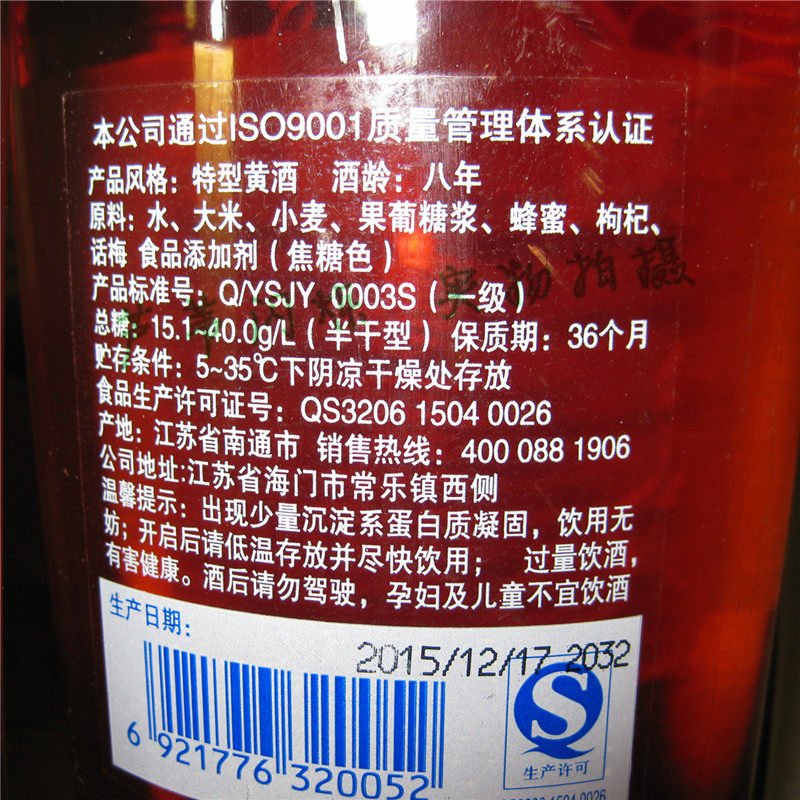 本公司通过ISO9001质量管理体系认证
产品风格：特型黄酒 酒龄：八年
原料：水、大米、小麦、果葡糖浆、蜂蜜、枸杞、
话梅 食品添加剂（焦糖色）
产品标准号：Q/YSJY 0003S（一级）
总糖：15.1~40.0g/L（半干型）保质期：36个月
贮存条件：5~35℃下阴凉干燥处存放
食品生产许可证号：QS3206 1504 0026
产地：江苏省南通市 销售热线：400 088 1906
公司地址:江苏省海门市常乐镇西侧
温馨提示：出现少量沉淀系蛋白质凝固，饮用无
妨；开启后请低温存放并尽快饮用； 过量饮酒，
有害健康。酒后请勿驾驶，孕妇及儿童不宜饮酒
生产日期：
2015/12/17 2032
6 921776 320052
生产许可
实物拍摄